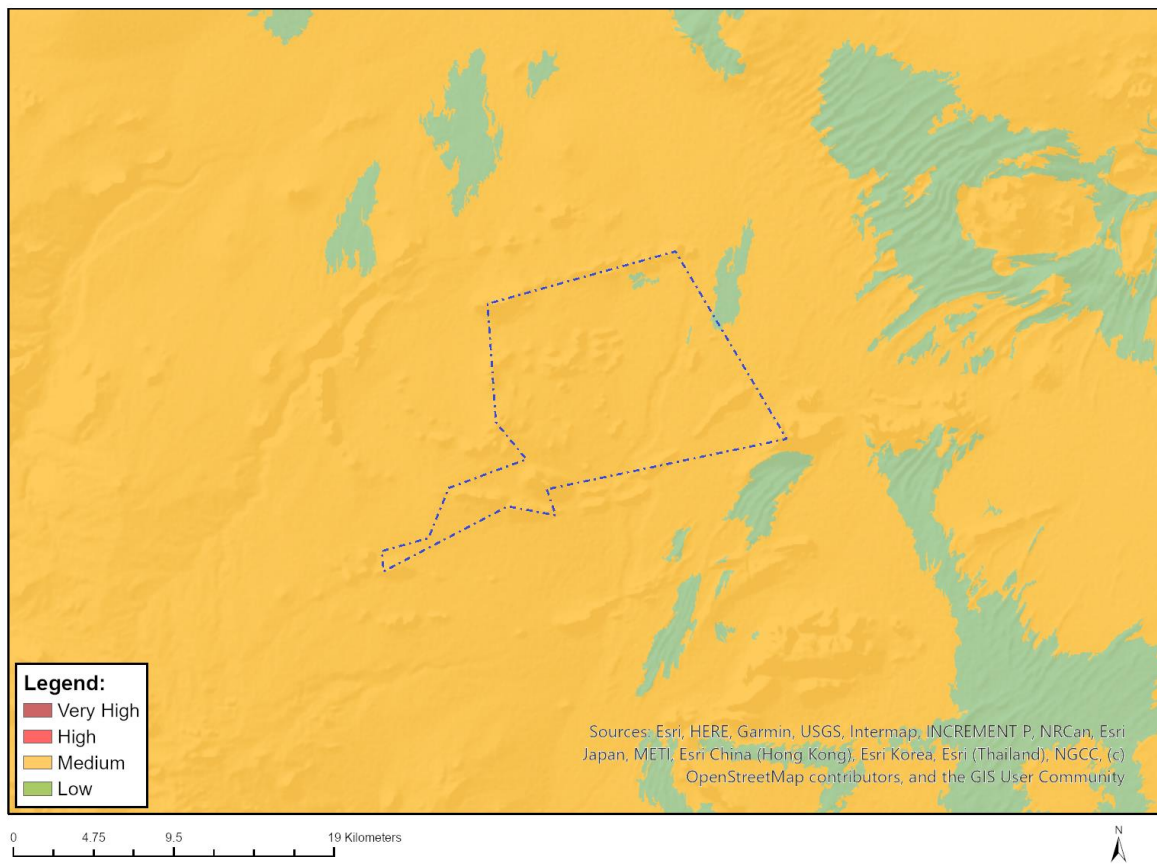 Legend:
Very High
High
Medium
Low
Sources: Esri, HERE, Garmin, USGS, Intermap, INCREMENT P, NRCan, Esri
Japan, METI, Esri China (Hong Kong), Esri Korea, Esri (Thailand), NGCC, (c)
OpenStreetMap contributors, and the GIS User Community
0 4.75 9.5 19 Kilometers
N